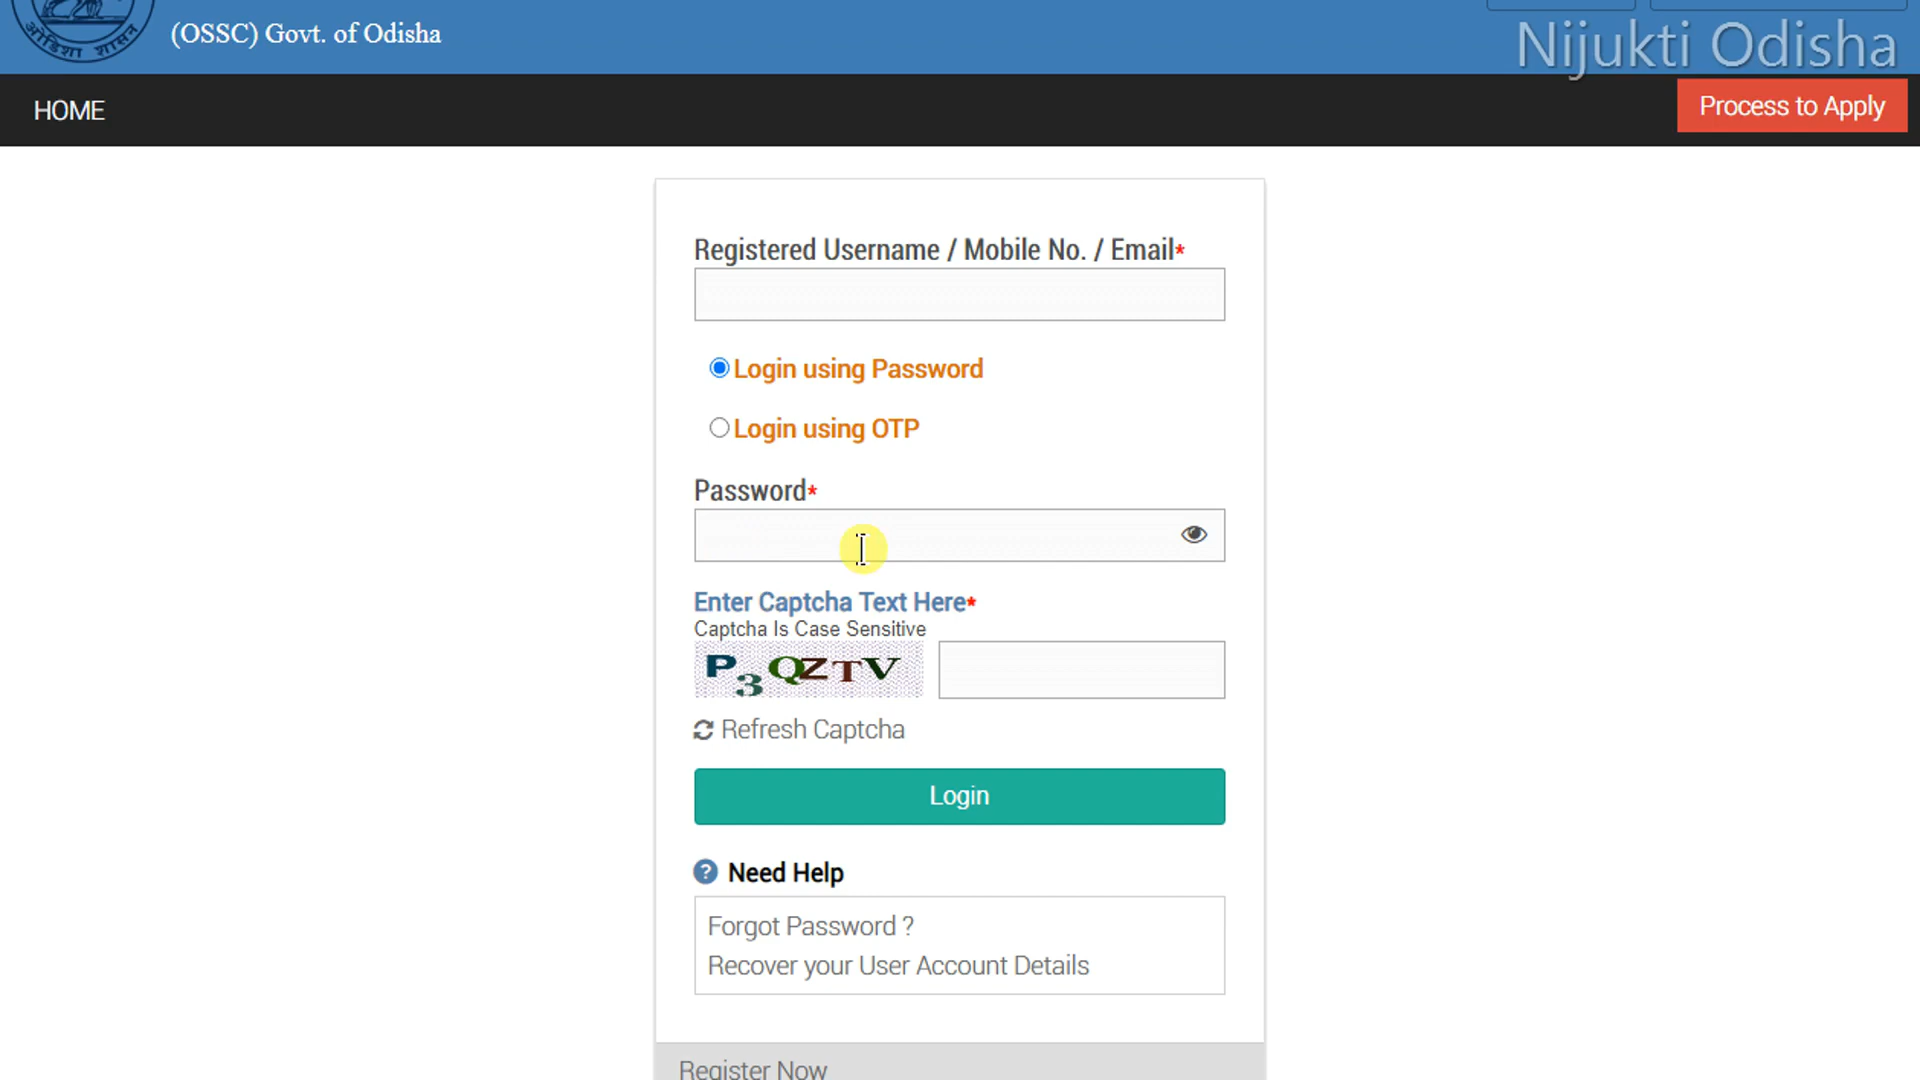 ଓଡ଼ିଶା शासन
(OSSC) Govt. of Odisha
Nijukti Odisha
HOME
Process to Apply
Registered Username / Mobile No. / Email*
Login using Password
Login using OTP
Password*
Enter Captcha Text Here*
Captcha Is Case Sensitive
P3QZTV
Refresh Captcha
Login
? Need Help
Forgot Password ?
Recover your User Account Details
Register Now